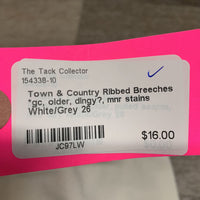 The Tack Collector
154338-10
Town & Country Ribbed Breeches
*gc, older, dingy?, mnr stains
White/Grey 26
$16.00
JC97LW